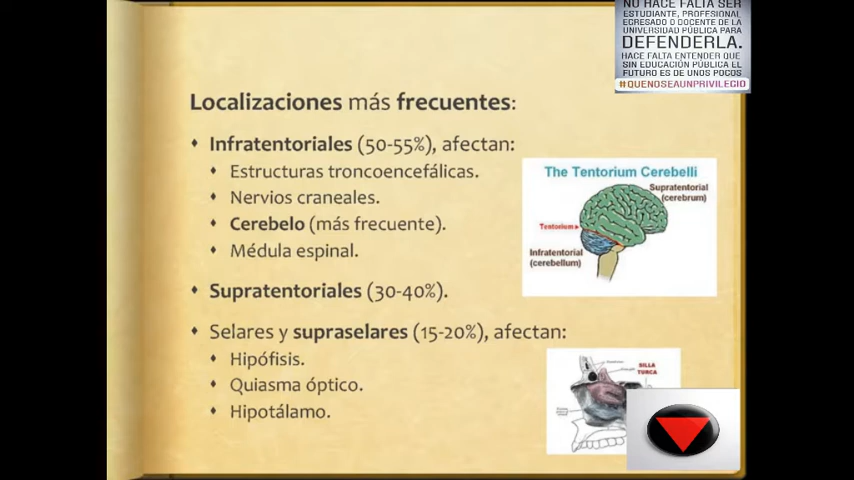 NO HACE FALTA SER
ESTUDIANTE, PROFESIONAL
EGRESADO O DOCENTE DE LA
UNIVERSIDAD PÚBLICA PARA
DEFENDERLA.
HACE FALTA ENTENDER QUE
SIN EDUCACIÓN PÚBLICA EL
FUTURO ES DE UNOS POCOS
#QUENOSEAUNPRIVILEGIO
Localizaciones más frecuentes:
Infratentoriales (50-55%), afectan:
Estructuras troncoencefálicas.
Nervios craneales.
Cerebelo (más frecuente).
Médula espinal.
Supratentoriales (30-40%).
Selares y supraselares (15-20%), afectan:
Hipófisis.
Quiasma óptico.
Hipotálamo.
The Tentorium Cerebelli
Supratentorial
(cerebrum)
Tentorium
Infratentorial
(cerebellum)
SILLA
TURCA